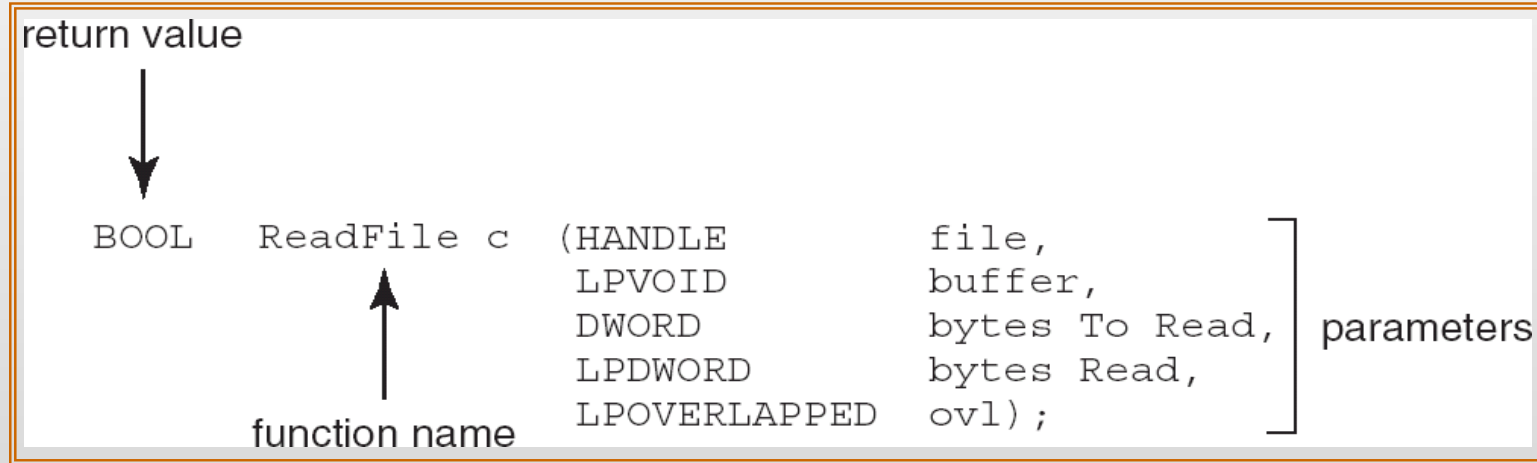 return value
BOOL ReadFile c (HANDLE file,
LPVOID buffer,
DWORD bytes To Read,
LPDWORD bytes Read,
LPOVERLAPPED ovl);
parameters
function name